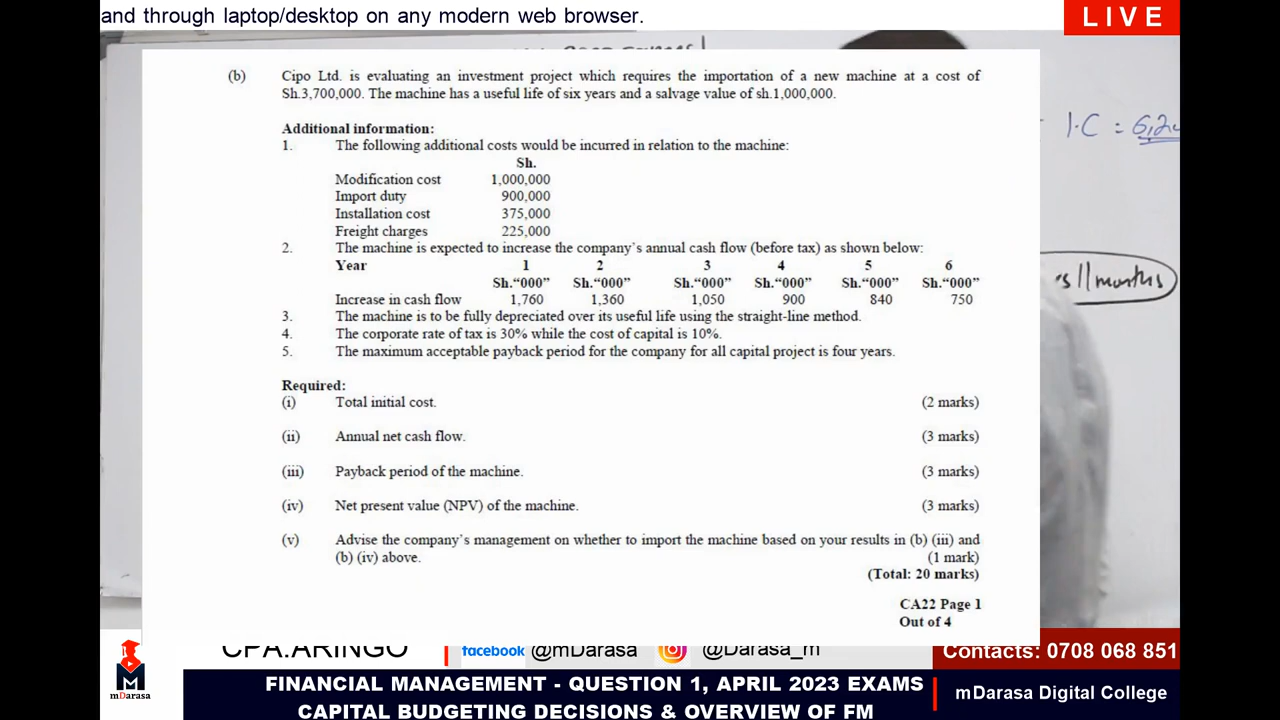 and through laptop/desktop on any modern web browser.
LIVE
(b) Cipo Ltd. is evaluating an investment project which requires the importation of a new machine at a cost of
Sh.3,700,000. The machine has a useful life of six years and a salvage value of sh.1,000,000.
Additional information:
1. The following additional costs would be incurred in relation to the machine:
Sh.
Modification cost 1,000,000
Import duty 900,000
Installation cost 375,000
Freight charges 225,000
2. The machine is expected to increase the company's annual cash flow (before tax) as shown below:
Year 1 2 3 4 5 6
Sh."000" Sh."000" Sh."000" Sh."000" Sh."000" Sh."000"
Increase in cash flow 1,760 1,360 1,050 900 840 750
3. The machine is to be fully depreciated over its useful life using the straight-line method.
4. The corporate rate of tax is 30% while the cost of capital is 10%.
5. The maximum acceptable payback period for the company for all capital project is four years.
Required:
(i) Total initial cost. (2 marks)
(ii) Annual net cash flow. (3 marks)
(iii) Payback period of the machine. (3 marks)
(iv) Net present value (NPV) of the machine. (3 marks)
(v) Advise the company's management on whether to import the machine based on your results in (b) (iii) and
(b) (iv) above. (1 mark)
(Total: 20 marks)
CA22 Page 1
Out of 4
I.C = 6,2
//months
CPA.ARINGO facebook @mDarasa @Darasa_m Contacts: 0708 068 851
mDarasa
FINANCIAL MANAGEMENT - QUESTION 1, APRIL 2023 EXAMS
CAPITAL BUDGETING DECISIONS & OVERVIEW OF FM
mDarasa Digital College